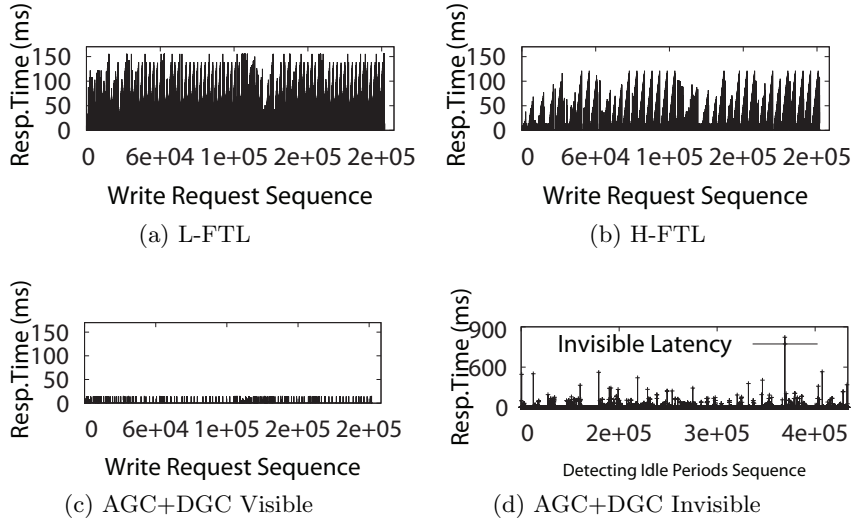 Resp.Time (ms)
150
100
50
0
0 6e+04 1e+05 2e+05 2e+05
Write Request Sequence
(a) L-FTL
Resp.Time (ms)
150
100
50
0
0 6e+04 1e+05 2e+05 2e+05
Write Request Sequence
(b) H-FTL
Resp.Time (ms)
150
100
50
0
0 6e+04 1e+05 2e+05 2e+05
Write Request Sequence
(c) AGC+DGC Visible
Resp.Time (ms)
900
600
0
Invisible Latency
0 2e+05 3e+05 4e+05
Detecting Idle Periods Sequence
(d) AGC+DGC Invisible